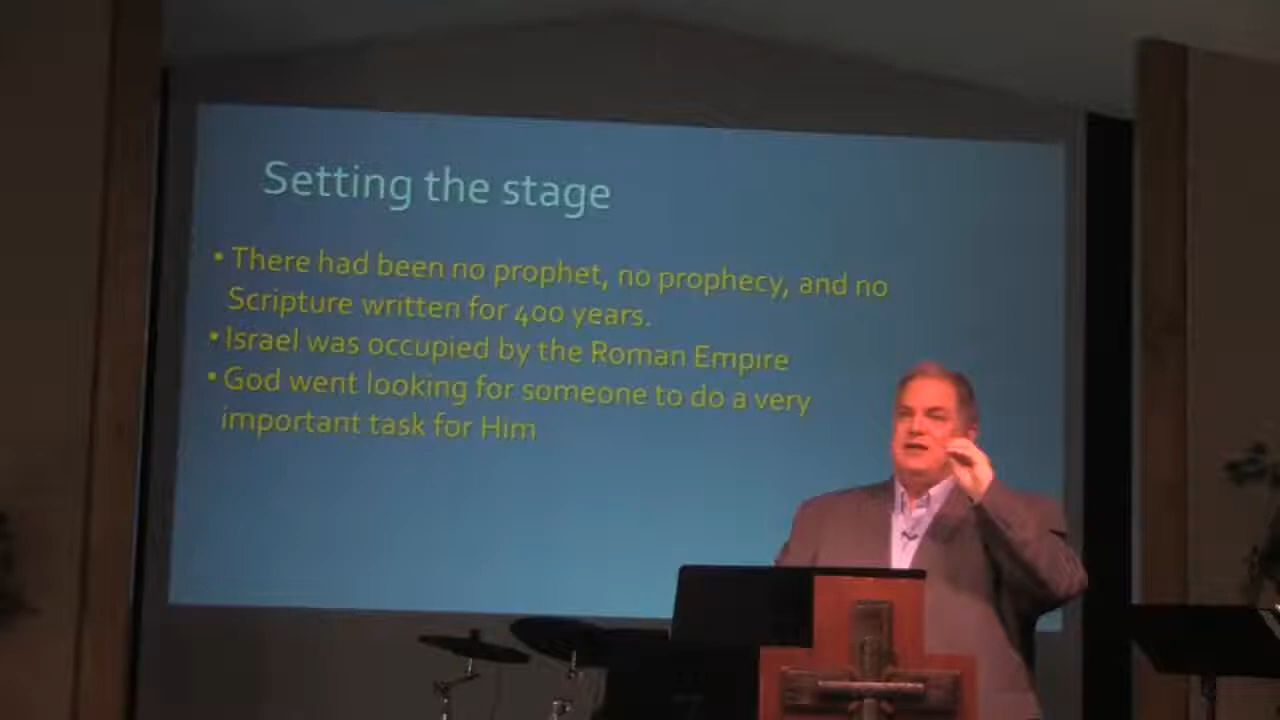 Setting the stage
• There had been no prophet, no prophecy, and no
Scripture written for 400 years.
• Israel was occupied by the Roman Empire
• God went looking for someone to do a very
important task for Him